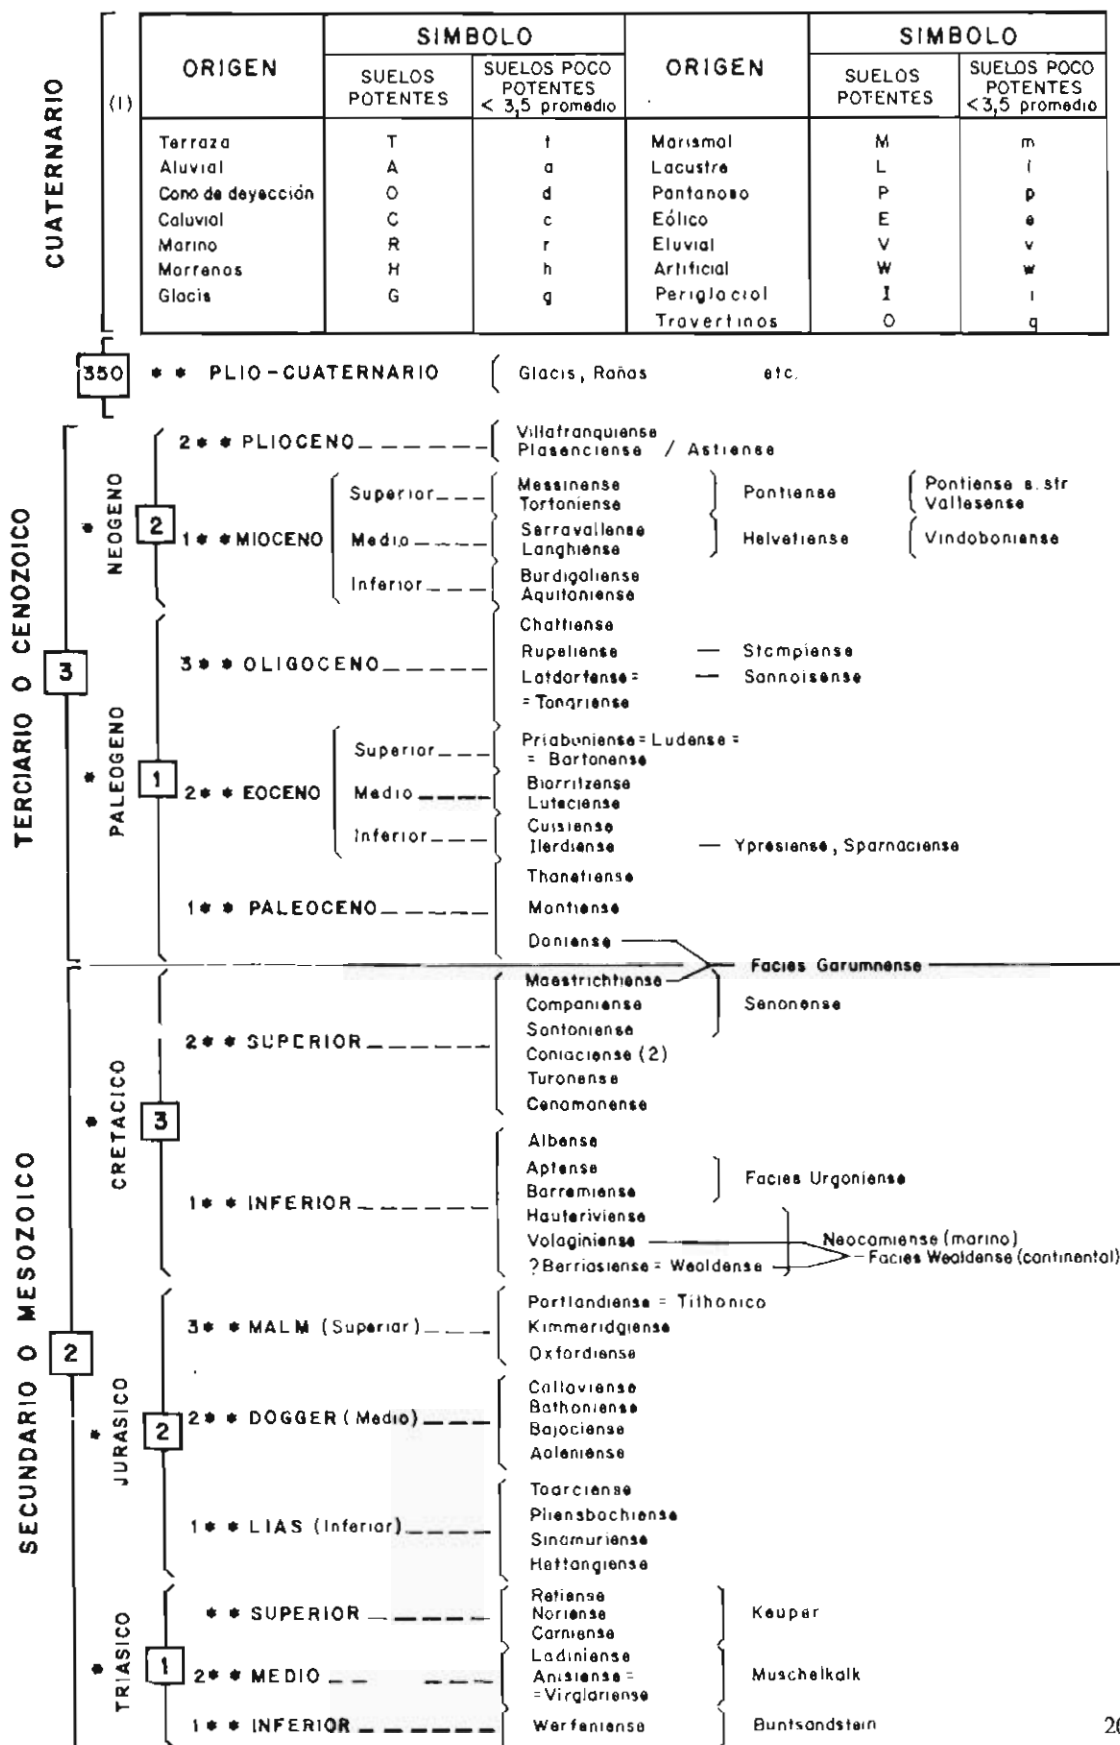 CUATERNARIO
(1)
ORIGEN
SIMBOLO
SUELOS POTENTES
SUELOS POCO POTENTES < 3,5 promedio
ORIGEN
SIMBOLO
SUELOS POTENTES
SUELOS POCO POTENTES < 3,5 promedio
Terraza T t Marismal M m
Aluvial A a Lacustre L l
Cono de deyección O d Pantanoso P p
Caluvial C c Eólico E e
Marino R r Eluvial V v
Morrenas H h Artificial W w
Glacis G g Periglacial I i
Travertinos O q
350 * * PLIO-CUATERNARIO Glacis, Rañas etc.
TERCIARIO O CENOZOICO
3
* NEOGENO
2
2 * * PLIOCENO
Villafranquiense
Plasenciense / Astiense
1 * * MIOCENO
Superior
Messinense
Tortoniense
Pontiense
Pontiense s. str
Vallesense
Medio
Serravallense
Langhiense
Helvetiense
Vindoboniense
Inferior
Burdigaliense
Aquitaniense
* PALEOGENO
1
3 * * OLIGOCENO
Chattiense
Rupeliense — Stampiense
Latdorfense = — Sannoisense
= Tongriense
2 * * EOCENO
Superior
Priaboniense = Ludense =
= Bartonense
Medio
Biarritzense
Luteciense
Inferior
Cuisiense
Ilerdiense — Ypresiense, Sparnaciense
1 * * PALEOCENO
Thanetiense
Montiense
Daniense
Facies Garumnense
SECUNDARIO O MESOZOICO
2
* CRETACICO
3
2 * * SUPERIOR
Maestrichtiense
Companiense
Santoniense
Senonense
Coniaciense (2)
Turonense
Cenomanense
1 * * INFERIOR
Albense
Aptense
Barremiense
Facies Urgoniense
Hauteriviense
Volaginiense
Neocamiense (marino)
? Berriasiense = Wealdense
Facies Wealdense (continental)
* JURASICO
2
3 * * MALM (Superior)
Portlandiense = Tithonico
Kimmeridgiense
Oxfordiense
2 * * DOGGER (Medio)
Calloviense
Bathoniense
Bajociense
Aaleniense
1 * * LIAS (Inferior)
Toarciense
Pliensbachiense
Sinamuriense
Hettangiense
* TRIASICO
1
* * SUPERIOR
Retiense
Noriense
Carniense
Keuper
2 * * MEDIO
Ladiniense
Anisiense =
= Virglariense
Muschelkalk
1 * * INFERIOR
Werfeniense
Buntsandstein